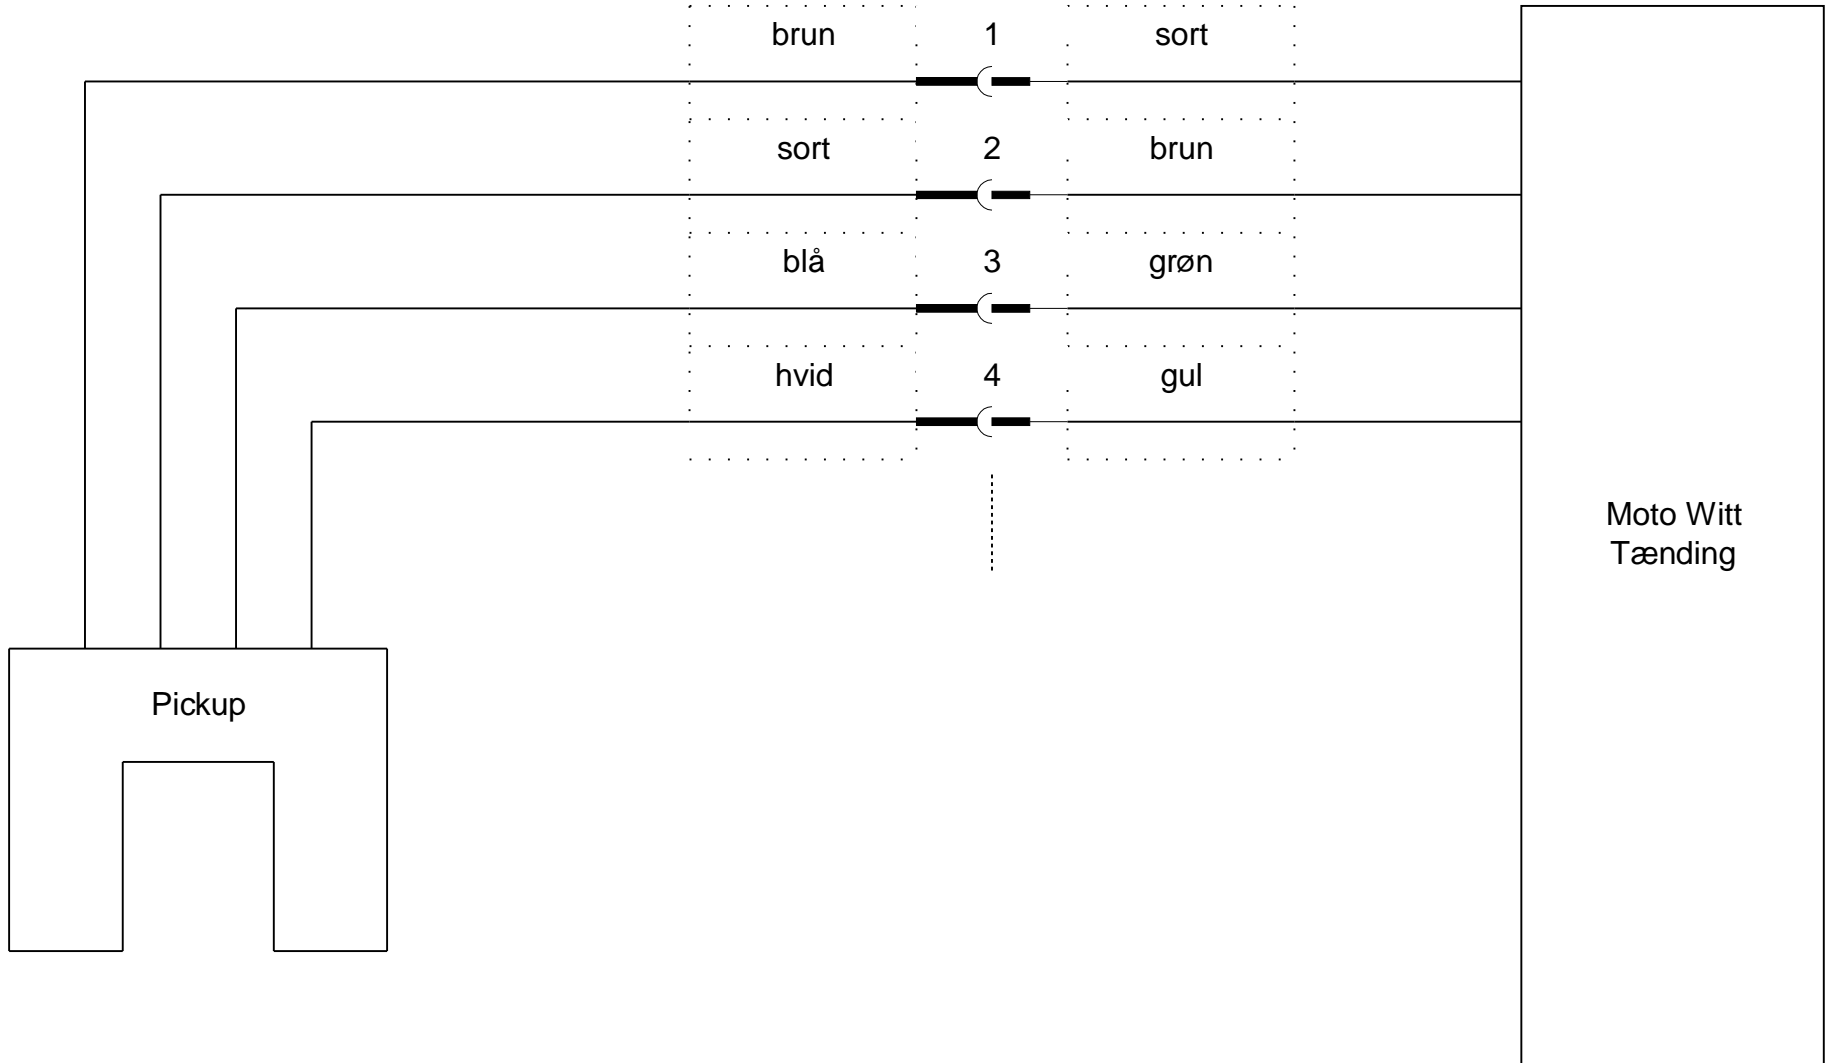 brun 1 sort
sort 2 brun
blå 3 grøn
hvid 4 gul
Moto Witt
Tænding
Pickup